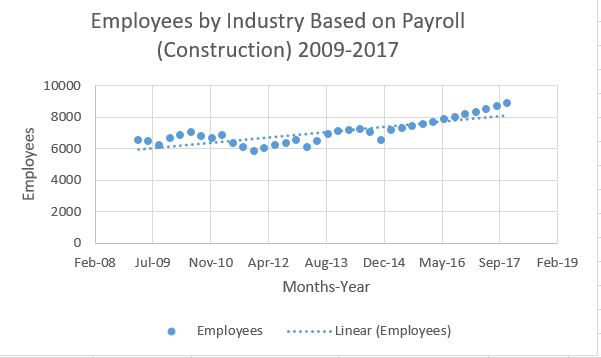 Employees by Industry Based on Payroll
(Construction) 2009-2017
10000
8000
6000
4000
2000
0
Employees
Feb-08 Jul-09 Nov-10 Apr-12 Aug-13 Dec-14 May-16 Sep-17 Feb-19
Months-Year
Employees Linear (Employees)